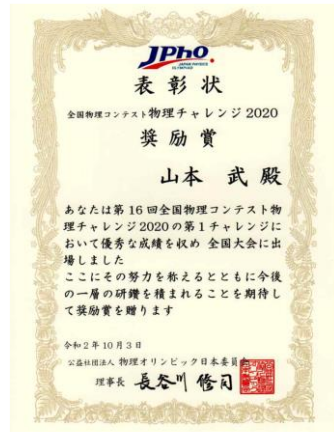 JPhO.
JAPAN PHYSICS
OLYMPIAD
表彰状
全国物理コンテスト物理チャレンジ2020
奨励賞
山本 武 殿
あなたは第16回全国物理コンテスト物
理チャレンジ2020の第1チャレンジに
おいて優秀な成績を収め 全国大会に出
場しました
ここにその努力を称えるとともに今後
の一層の研鑽を積まれることを期待し
て奨励賞を贈ります
令和2年10月3日
公益社団法人 物理オリンピック日本委員会
理事長 長谷川 修司